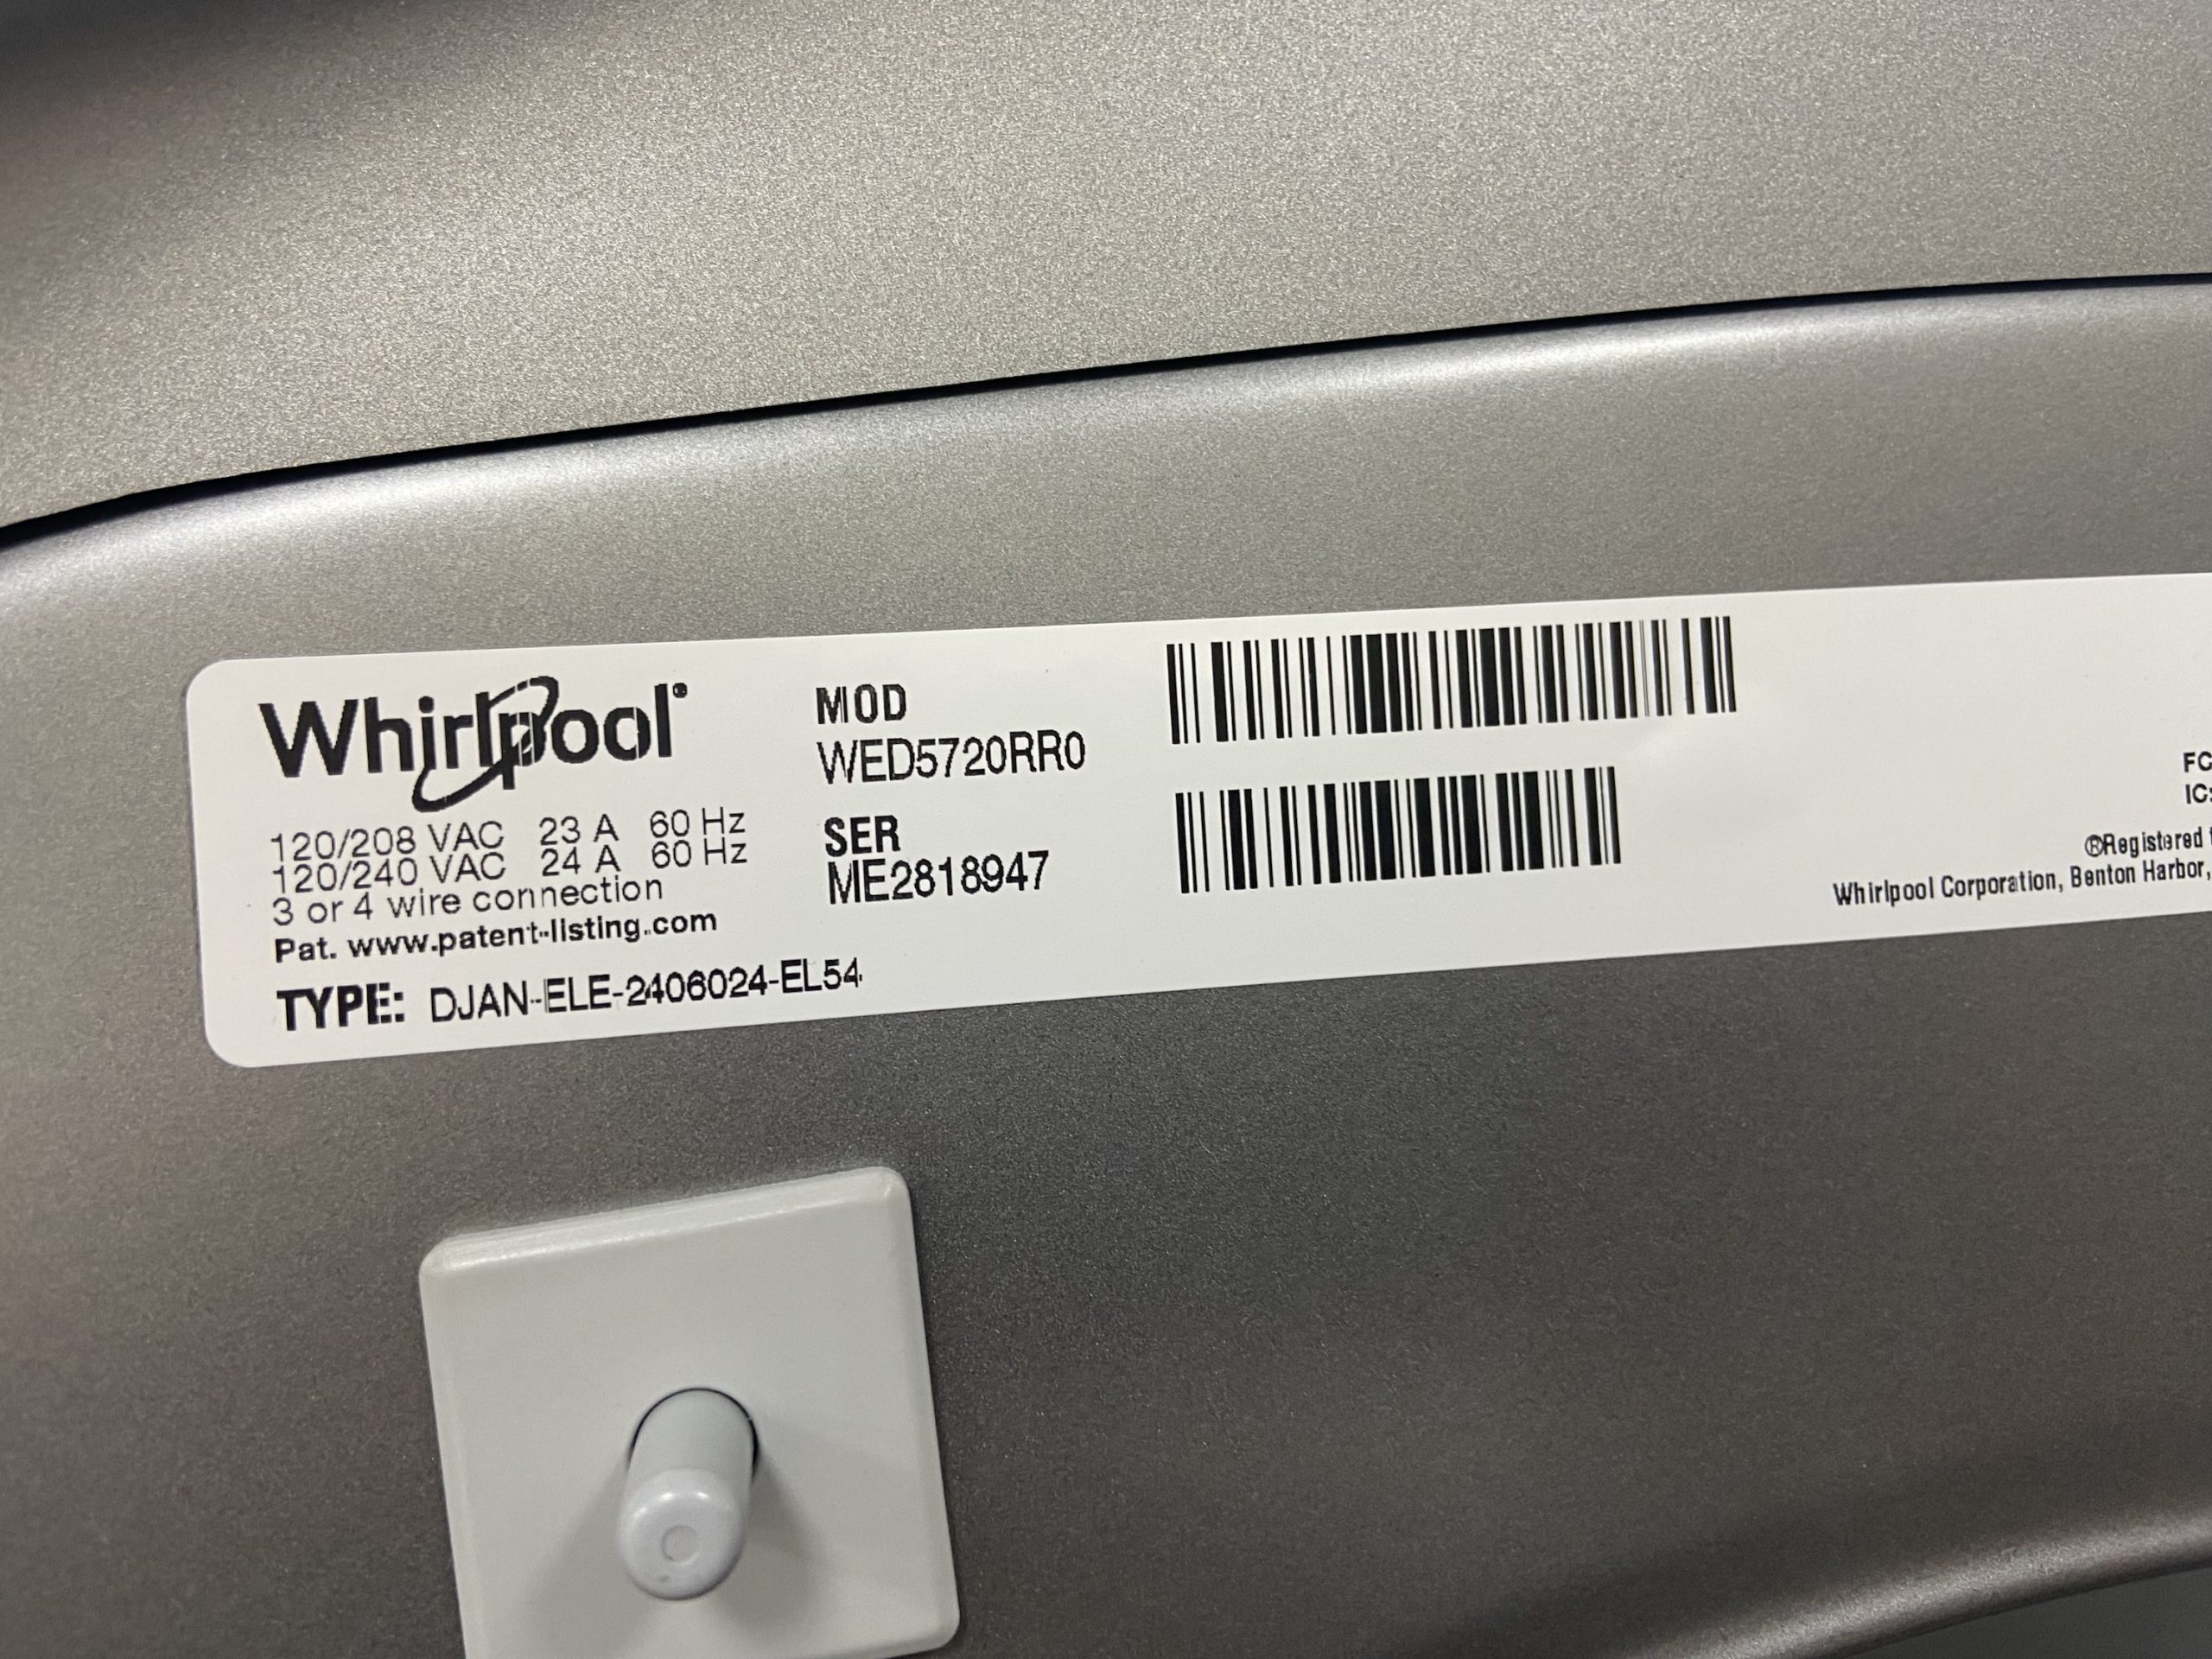 Whirlpool®
120/208 VAC 23 A 60 Hz
120/240 VAC 24 A 60 Hz
3 or 4 wire connection
Pat. www.patent-listing.com
TYPE: DJAN-ELE-2406024-EL54
MOD
WED5720RR0
SER
ME2818947
FC
IC:
®Registered
Whirlpool Corporation, Benton Harbor,